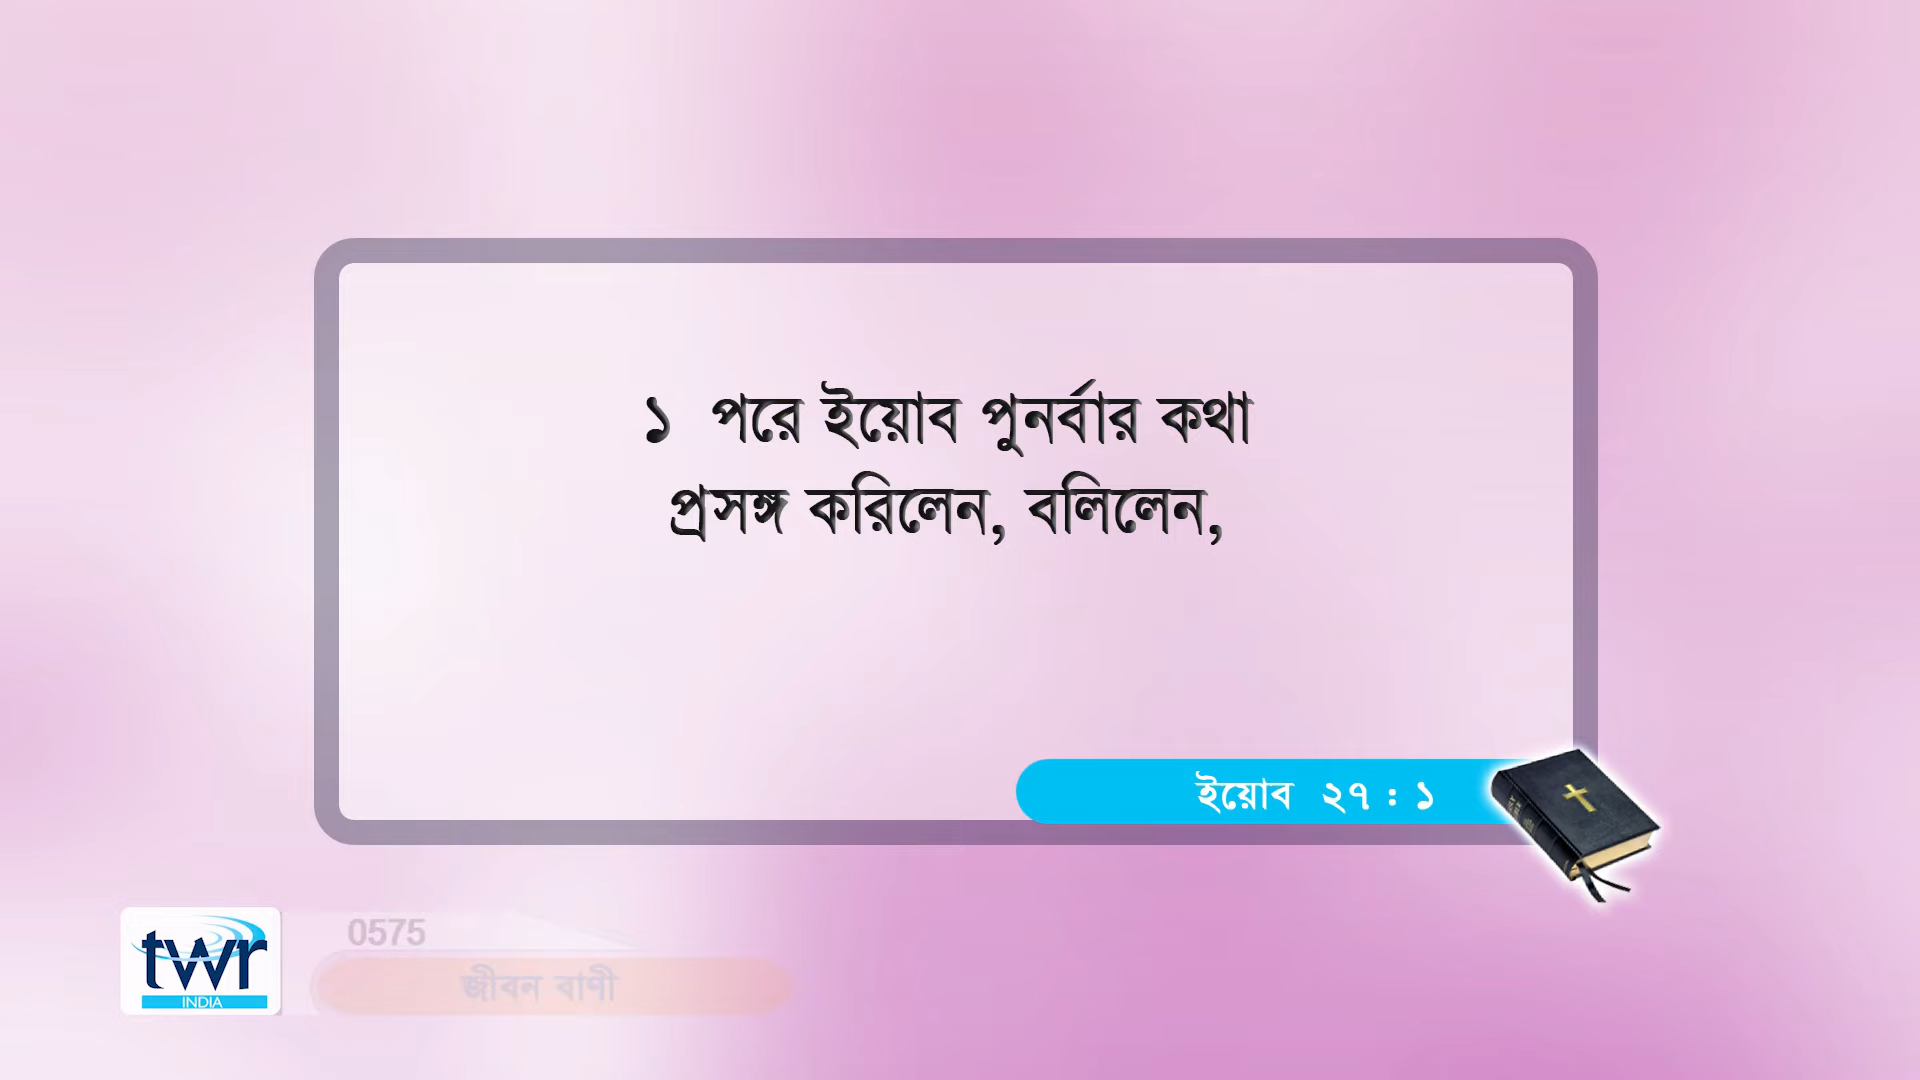 ১ পরে ইয়োব পুনর্বার কথা
প্রসঙ্গ করিলেন, বলিলেন,
ইয়োব ২৭ : ১
twr
INDIA
0575
জীবন বাণী